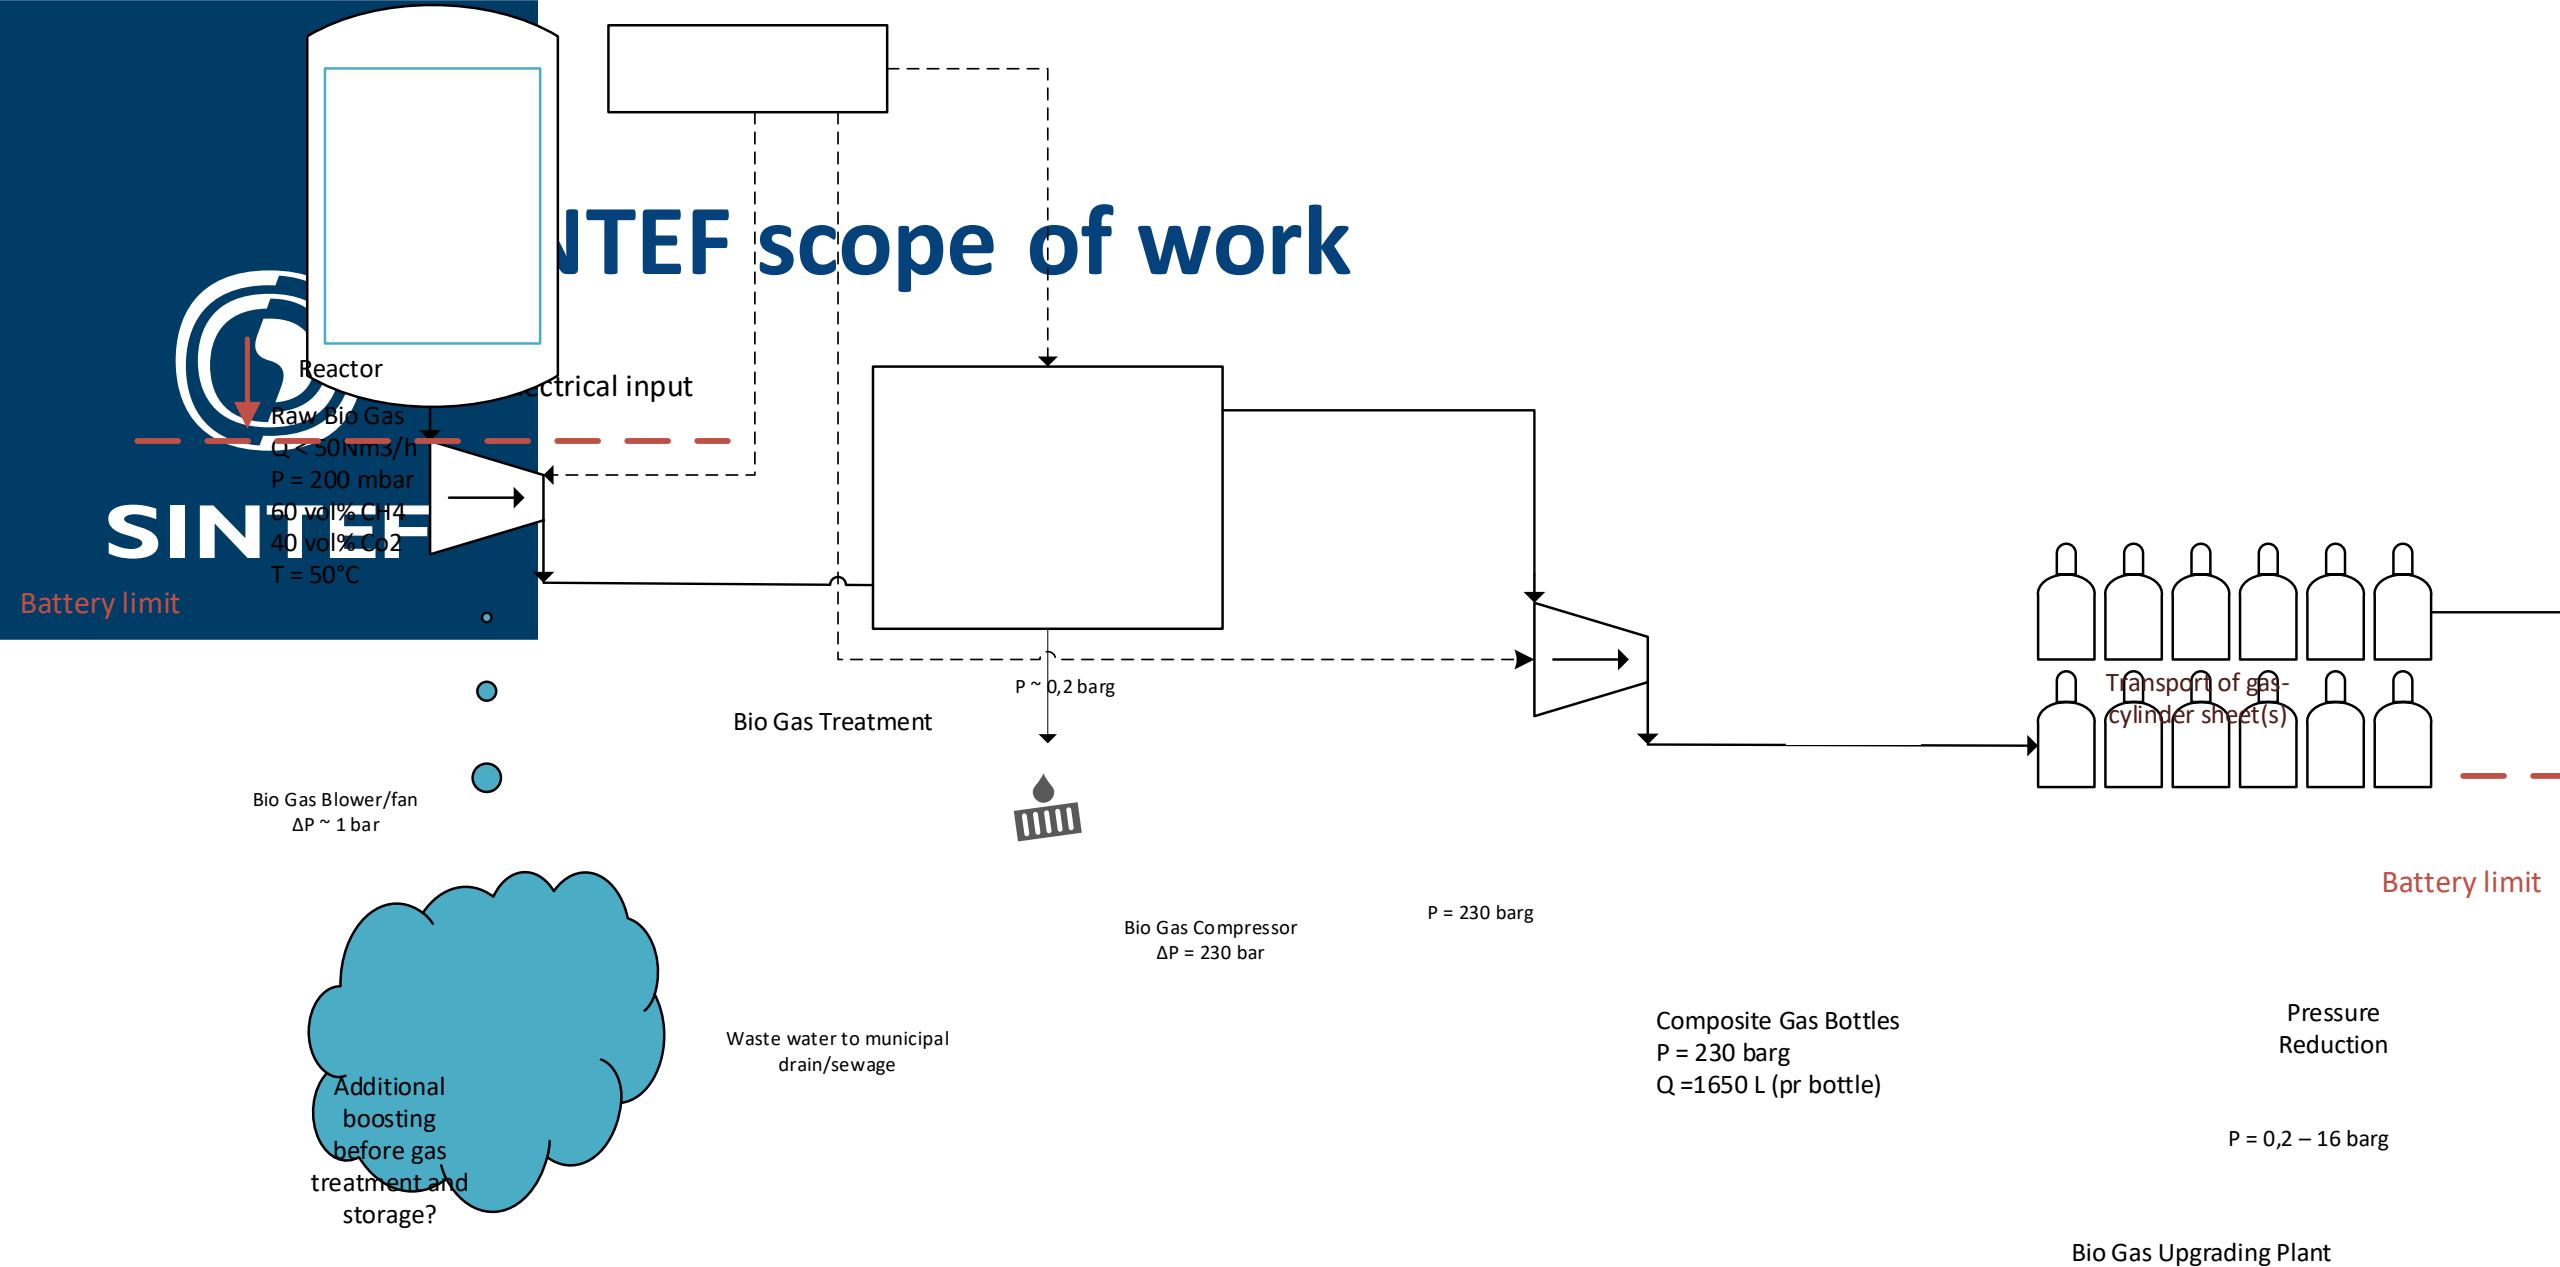 NTEF scope of work
Reactor
ctrical input
Raw Bio Gas
Q < 50Nm3/h
P = 200 mbar
60 vol% CH4
40 vol% Co2
T = 50°C
SINTEF
Battery limit
P ~ 0,2 barg
Bio Gas Treatment
Transport of gas-
cylinder sheet(s)
Bio Gas Blower/fan
ΔP ~ 1 bar
Battery limit
P = 230 barg
Bio Gas Compressor
ΔP = 230 bar
Composite Gas Bottles
P = 230 barg
Q =1650 L (pr bottle)
Pressure
Reduction
Waste water to municipal
drain/sewage
Additional
boosting
before gas
treatment and
storage?
P = 0,2 – 16 barg
Bio Gas Upgrading Plant